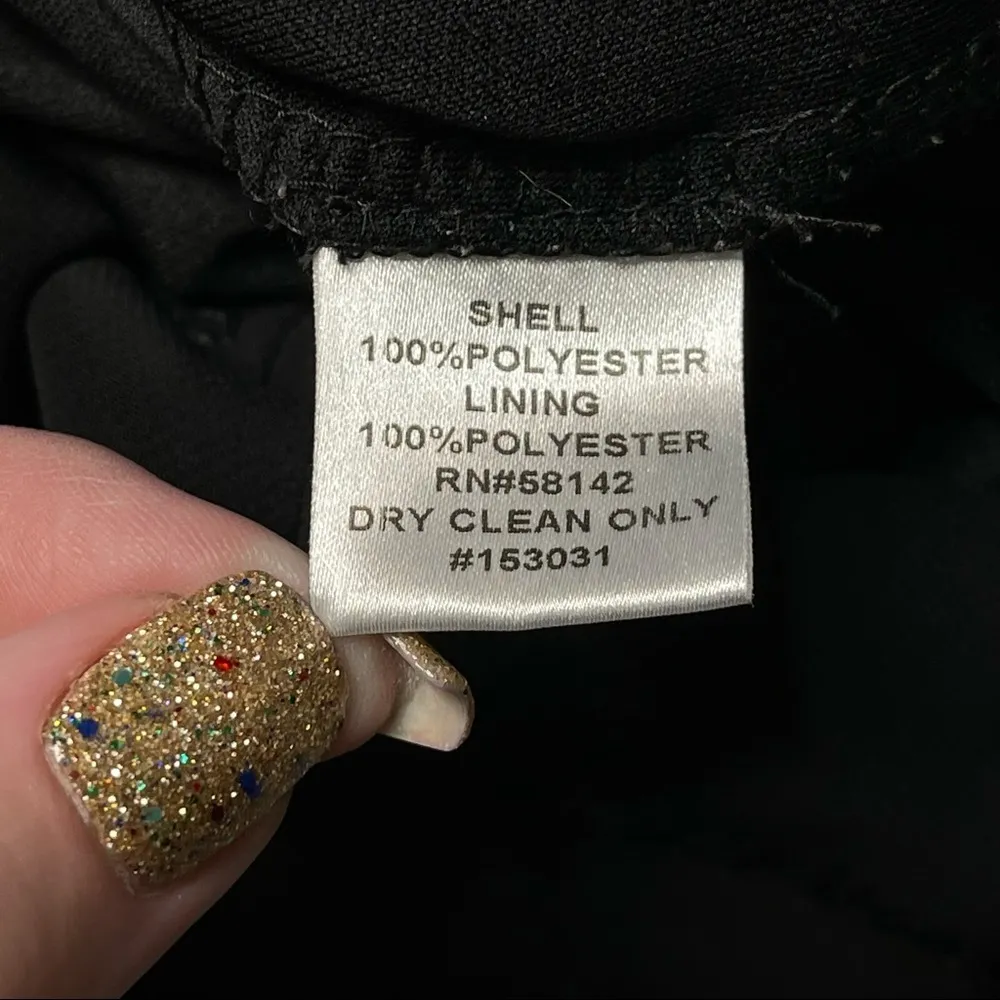 SHELL
100%POLYESTER
LINING
100%POLYESTER
RN#58142
DRY CLEAN ONLY
#153031